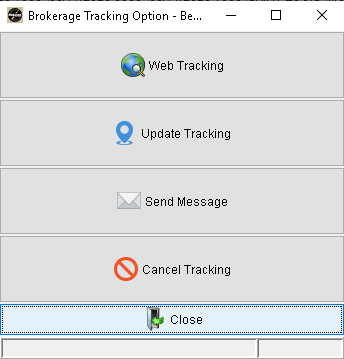 Brokerage Tracking Option - Be...
Web Tracking
Update Tracking
Send Message
Cancel Tracking
Close